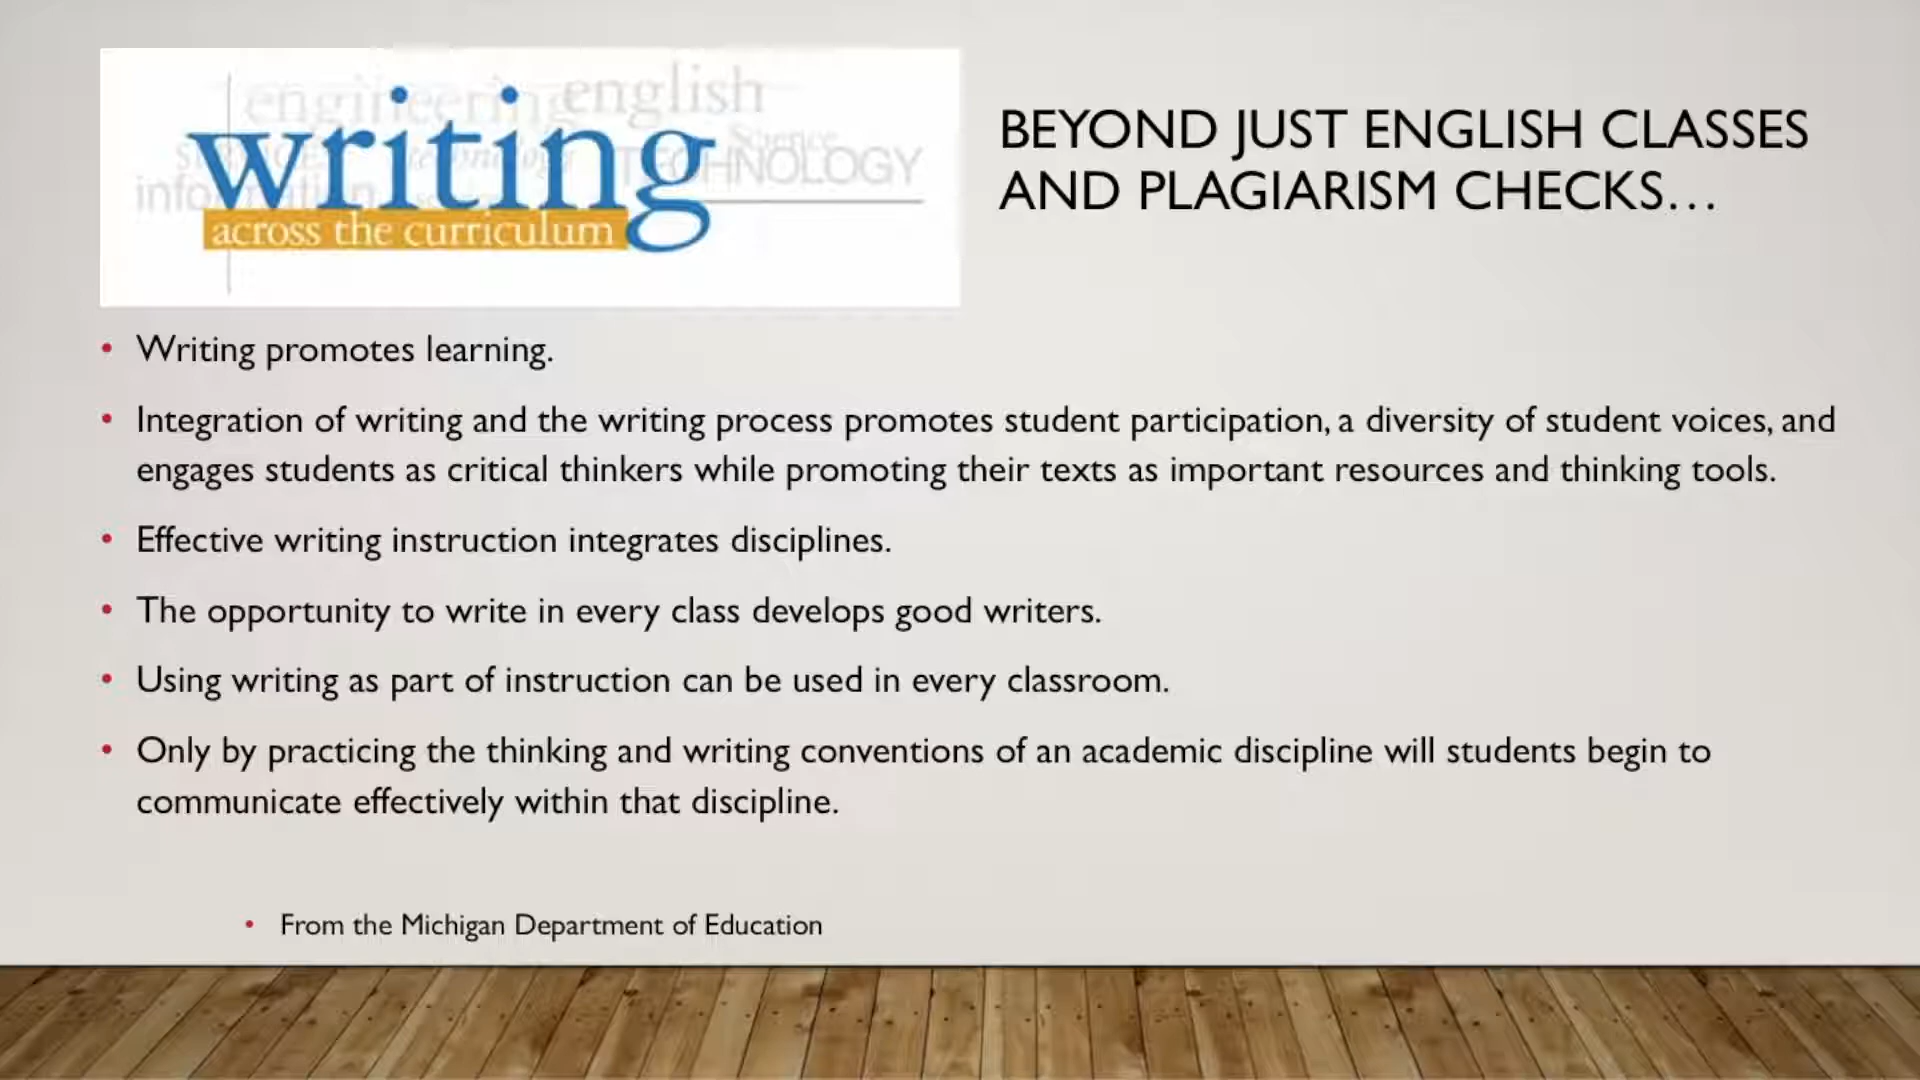 engineering english
writing
Science
TECHNOLOGY
information
across the curriculum
BEYOND JUST ENGLISH CLASSES
AND PLAGIARISM CHECKS…
• Writing promotes learning.
• Integration of writing and the writing process promotes student participation, a diversity of student voices, and
engages students as critical thinkers while promoting their texts as important resources and thinking tools.
• Effective writing instruction integrates disciplines.
• The opportunity to write in every class develops good writers.
• Using writing as part of instruction can be used in every classroom.
• Only by practicing the thinking and writing conventions of an academic discipline will students begin to
communicate effectively within that discipline.
• From the Michigan Department of Education